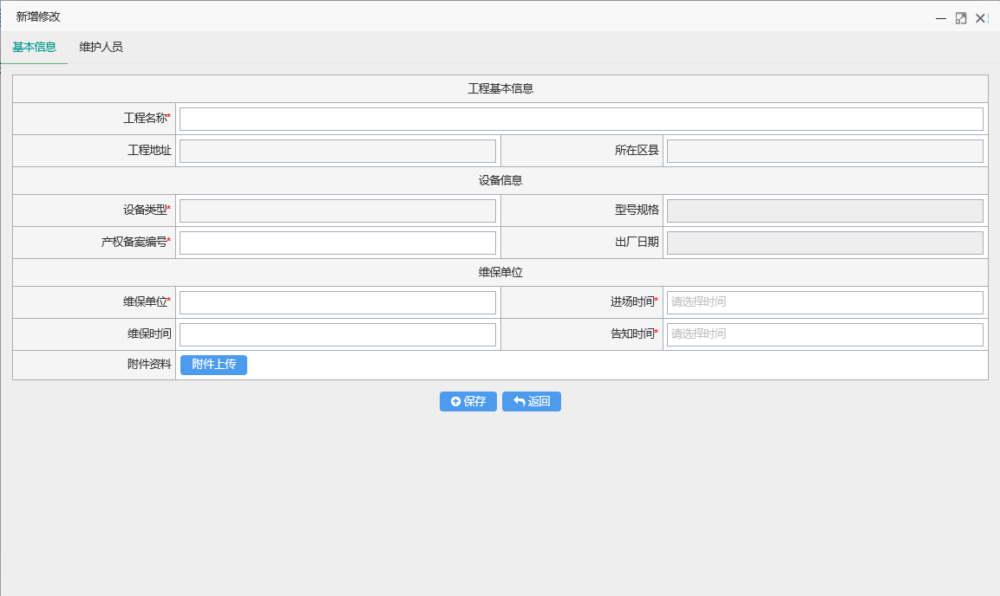 新增修改
基本信息 维护人员
工程基本信息
工程名称*
工程地址 所在区县
设备信息
设备类型* 型号规格
产权备案编号* 出厂日期
维保单位
维保单位* 进场时间* 请选择时间
维保时间 告知时间* 请选择时间
附件资料 附件上传
保存 返回